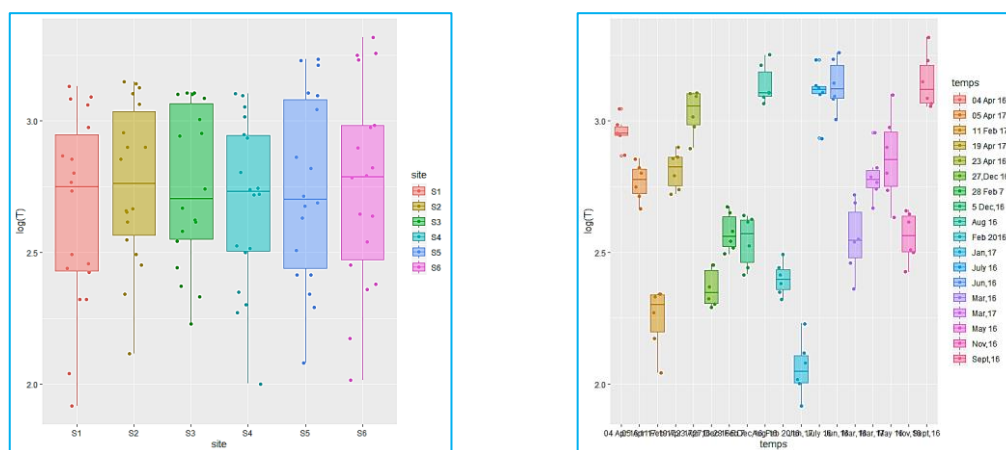 3.0
2.5
2.0
log(T)
S1 S2 S3 S4 S5 S6
site
site
S1
S2
S3
S4
S5
S6
3.0
2.5
2.0
log(T)
temps
temps
04 Apr 16
05 Apr 17
11 Feb 17
19 Apr 17
23 Apr 16
27,Dec 16
28 Feb 7
5 Dec,16
Aug 16
Feb 2016
Jan,17
July 16
Jun,16
Mar,16
Mar,17
May 16
Nov,16
Sept,16